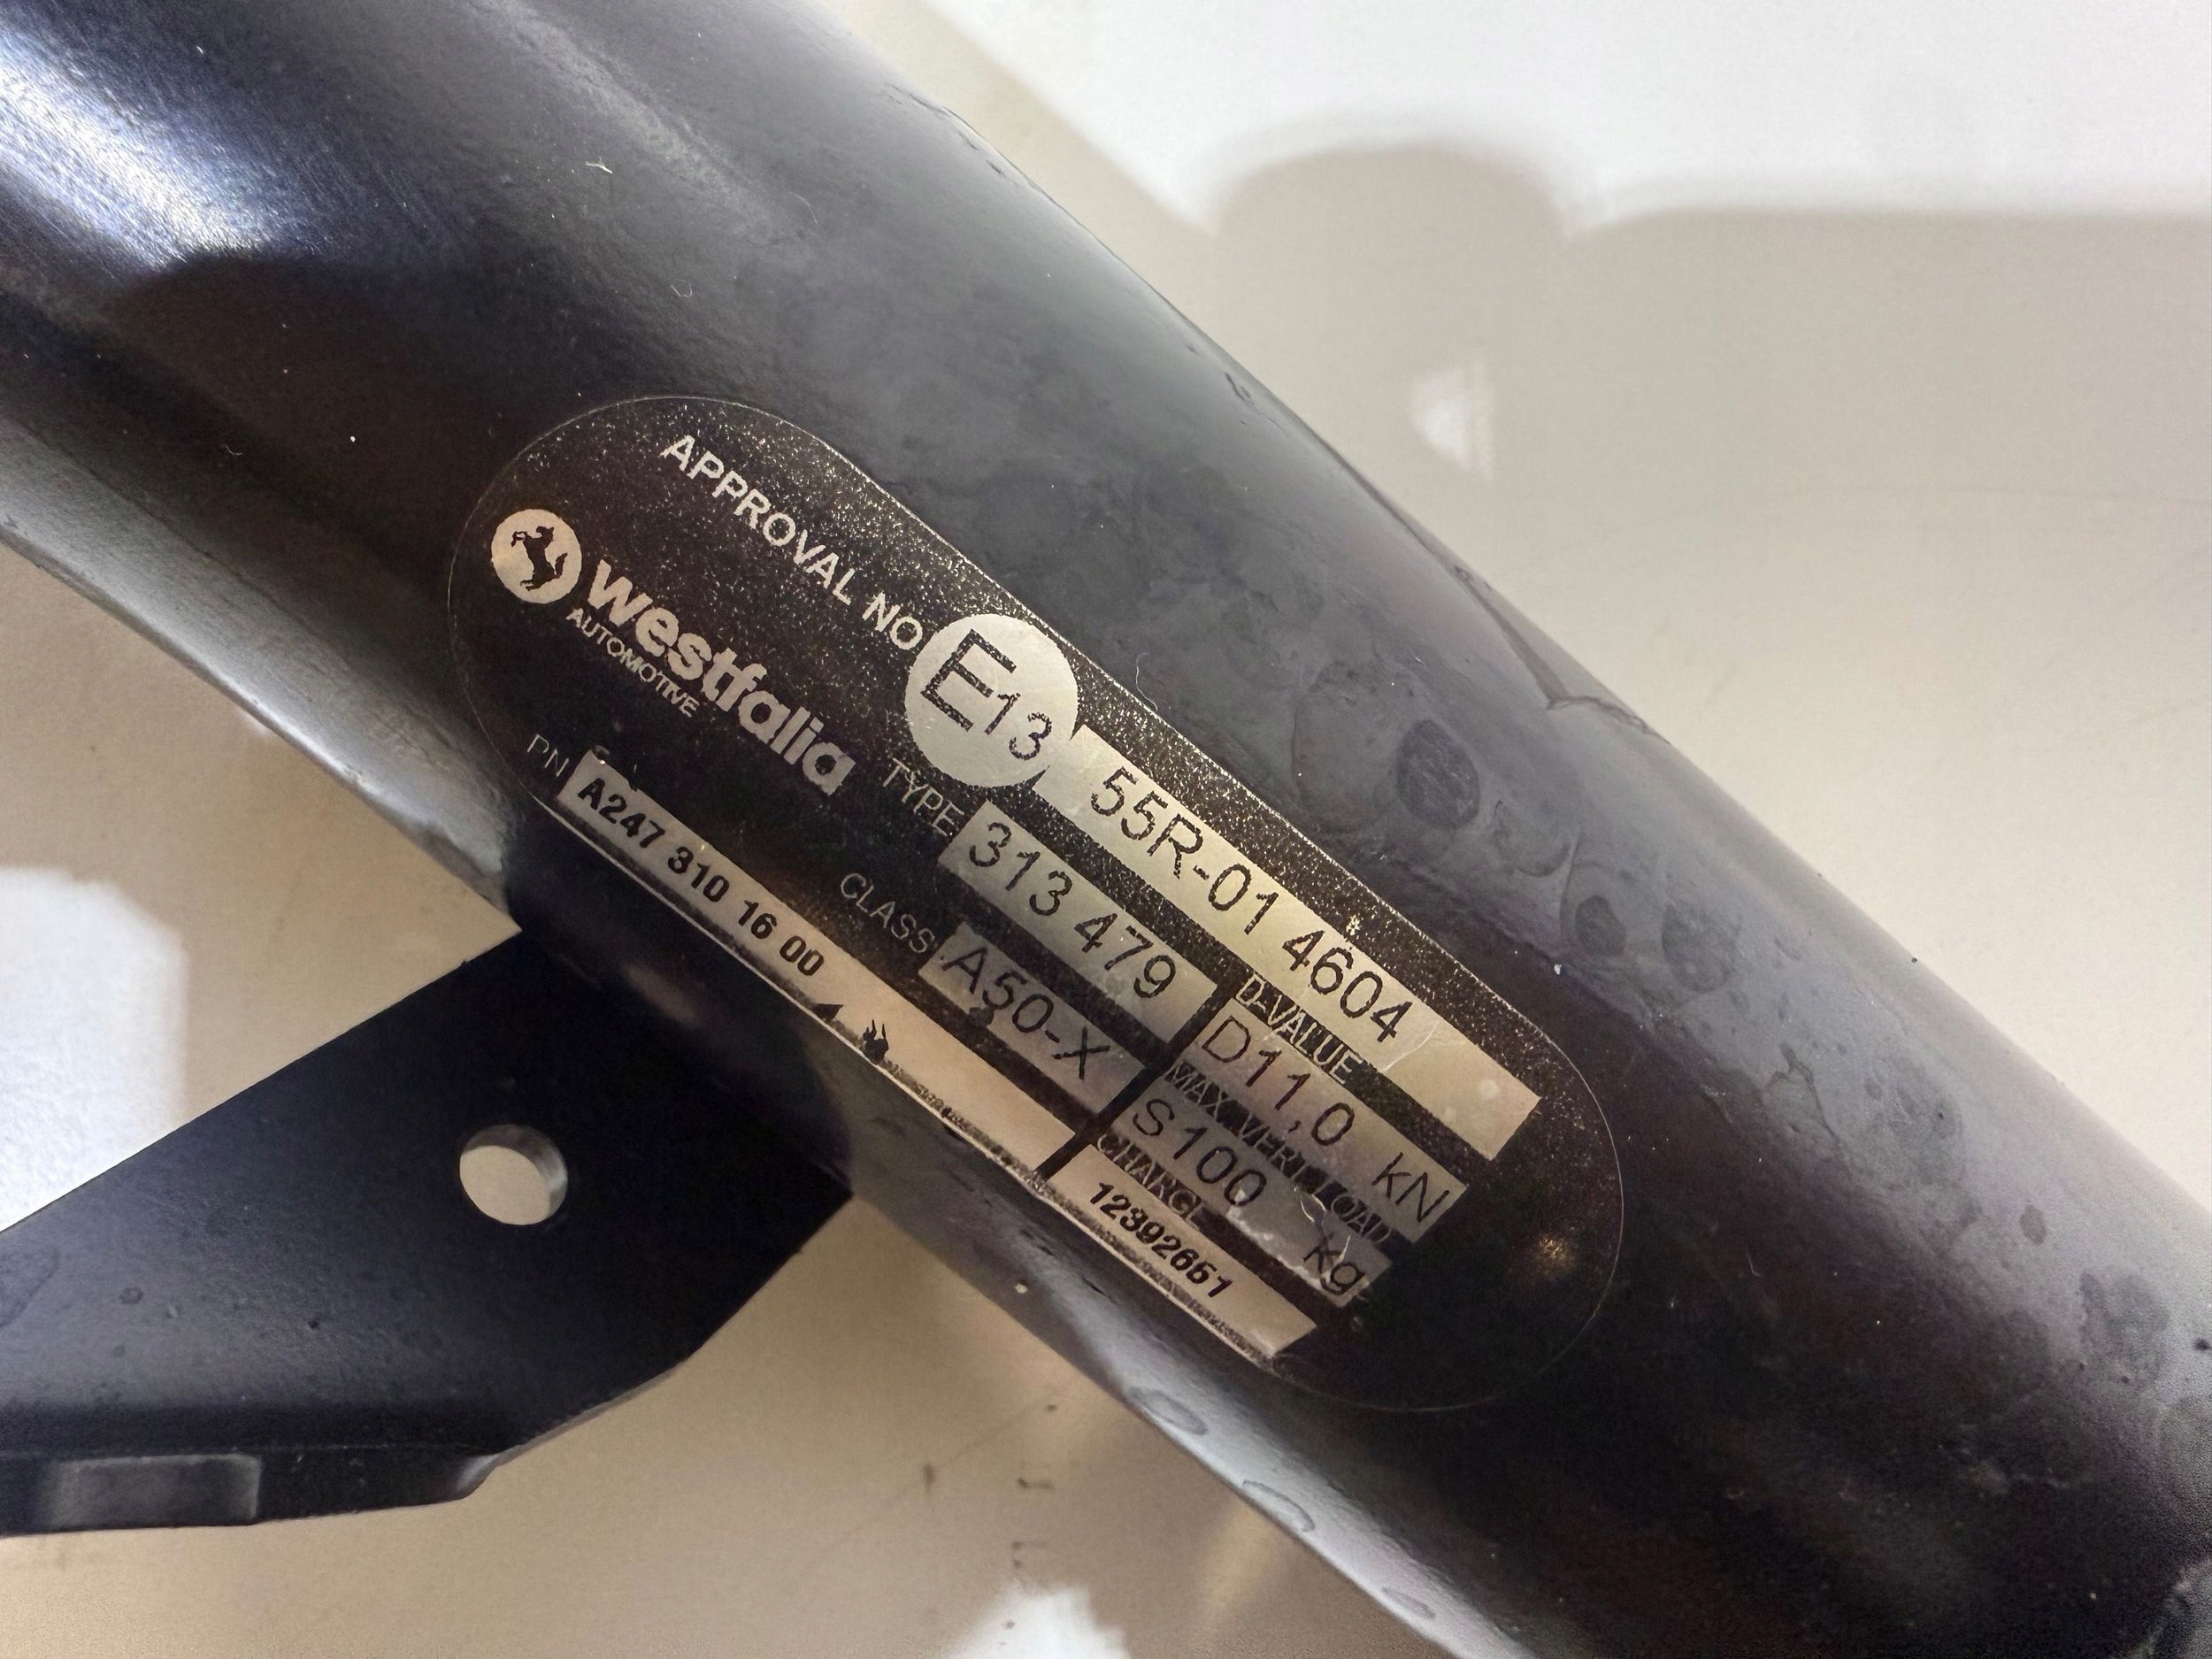 APPROVAL NO E13 55R-01 4604
westfalia
AUTOMOTIVE
TYPE 313 479
D-VALUE
D11,0 kN
CLASS A50-X
MAX. VERT. LOAD
S 100 kg
PN A247 310 16 00
CHARGE
12392651